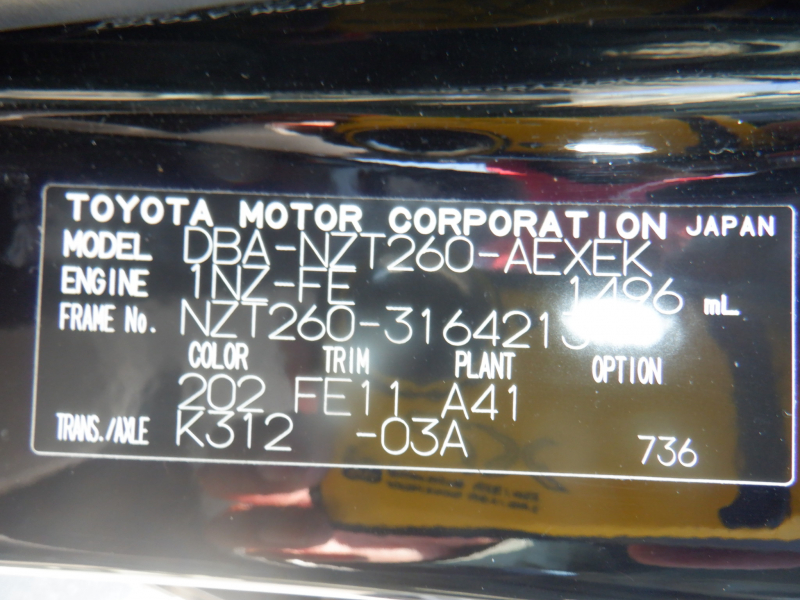 TOYOTA MOTOR CORPORATION JAPAN
MODEL DBA-NZT260-AEXEK
ENGINE 1NZ-FE 1496 mL
FRAME No. NZT260-3164213
COLOR TRIM PLANT OPTION
202 FE11 A41
TRANS./AXLE K312 -03A 736